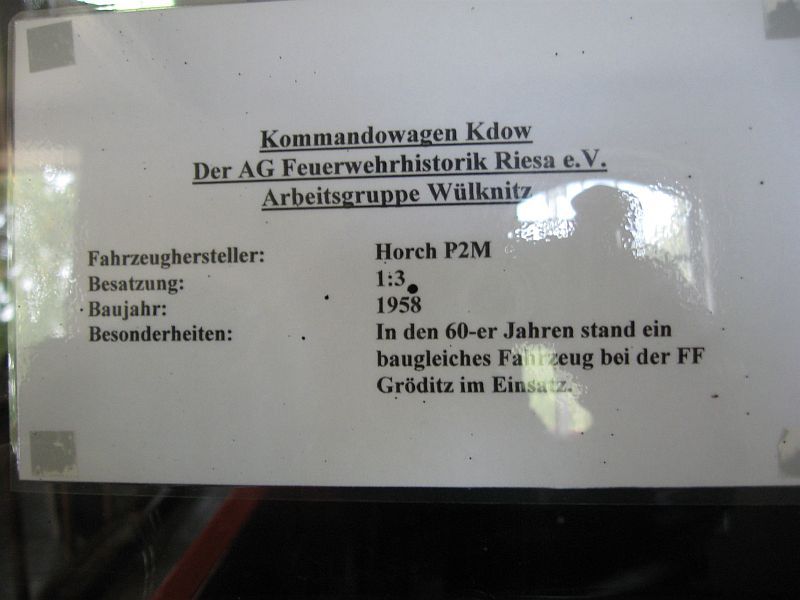 Kommandowagen Kdow
Der AG Feuerwehrhistorik Riesa e.V.
Arbeitsgruppe Wülknitz
Fahrzeughersteller: Horch P2M
Besatzung: 1:3
Baujahr: 1958
Besonderheiten: In den 60-er Jahren stand ein
baugleiches Fahrzeug bei der FF
Gröditz im Einsatz.